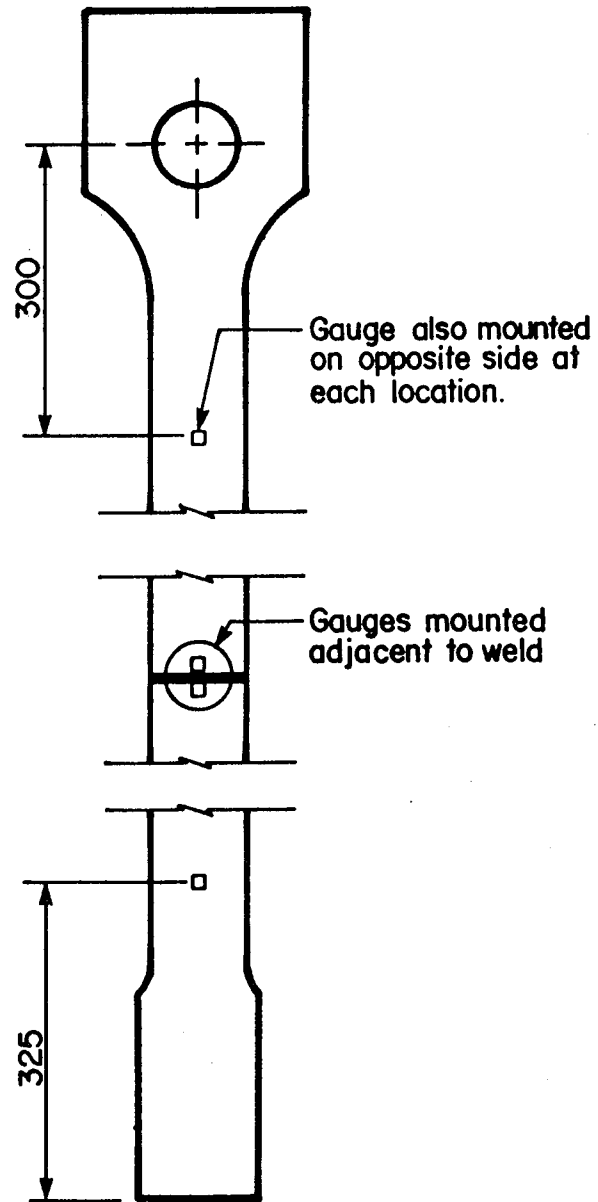 300
Gauge also mounted
on opposite side at
each location.
Gauges mounted
adjacent to weld
325